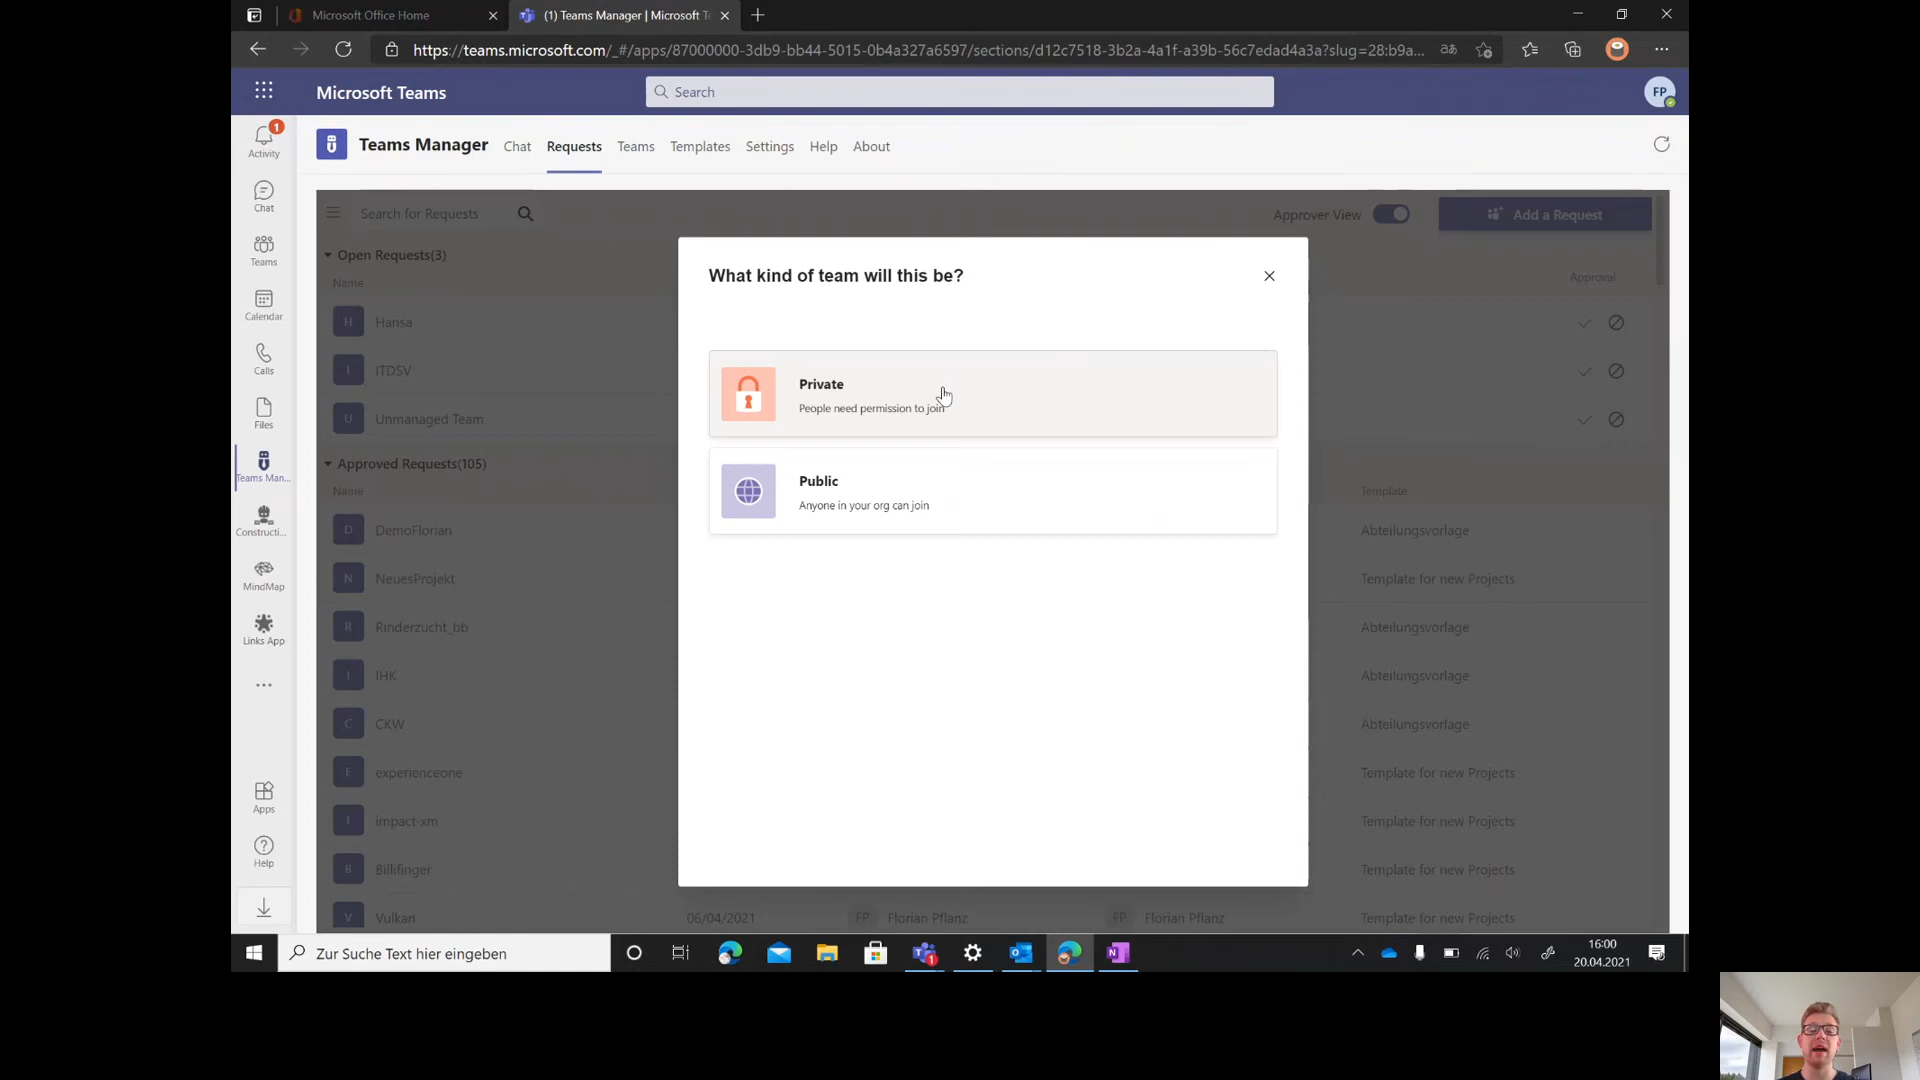 Microsoft Office Home
(1) Teams Manager | Microsoft Te
https://teams.microsoft.com/_#/apps/87000000-3db9-bb44-5015-0b4a327a6597/sections/d12c7518-3b2a-4a1f-a39b-56c7edad4a3a?slug=28:b9a...
Microsoft Teams
Search
FP
Activity
1
Chat
Teams
Calendar
Calls
Files
Teams Man...
Constructi...
MindMap
Links App
Apps
Help
Teams Manager
Chat
Requests
Teams
Templates
Settings
Help
About
Search for Requests
Approver View
Add a Request
Open Requests(3)
Name
Approval
H Hansa
I ITDSV
U Unmanaged Team
Approved Requests(105)
Name
Template
D DemoFlorian
Abteilungsvorlage
N NeuesProjekt
Template for new Projects
R Rinderzucht_bb
Abteilungsvorlage
I IHK
Abteilungsvorlage
C CKW
Abteilungsvorlage
E experienceone
Template for new Projects
I impact-xm
Template for new Projects
B Billifinger
Template for new Projects
V Vulkan
06/04/2021
FP Florian Pflanz
FP Florian Pflanz
Template for new Projects
What kind of team will this be?
Private
People need permission to join
Public
Anyone in your org can join
Zur Suche Text hier eingeben
1
16:00
20.04.2021